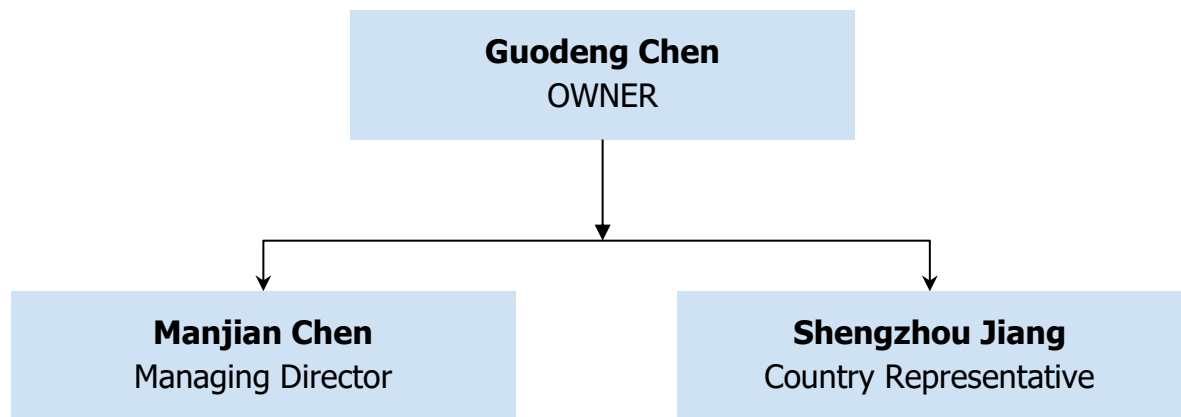 Guodeng Chen
OWNER
Manjian Chen
Managing Director
Shengzhou Jiang
Country Representative